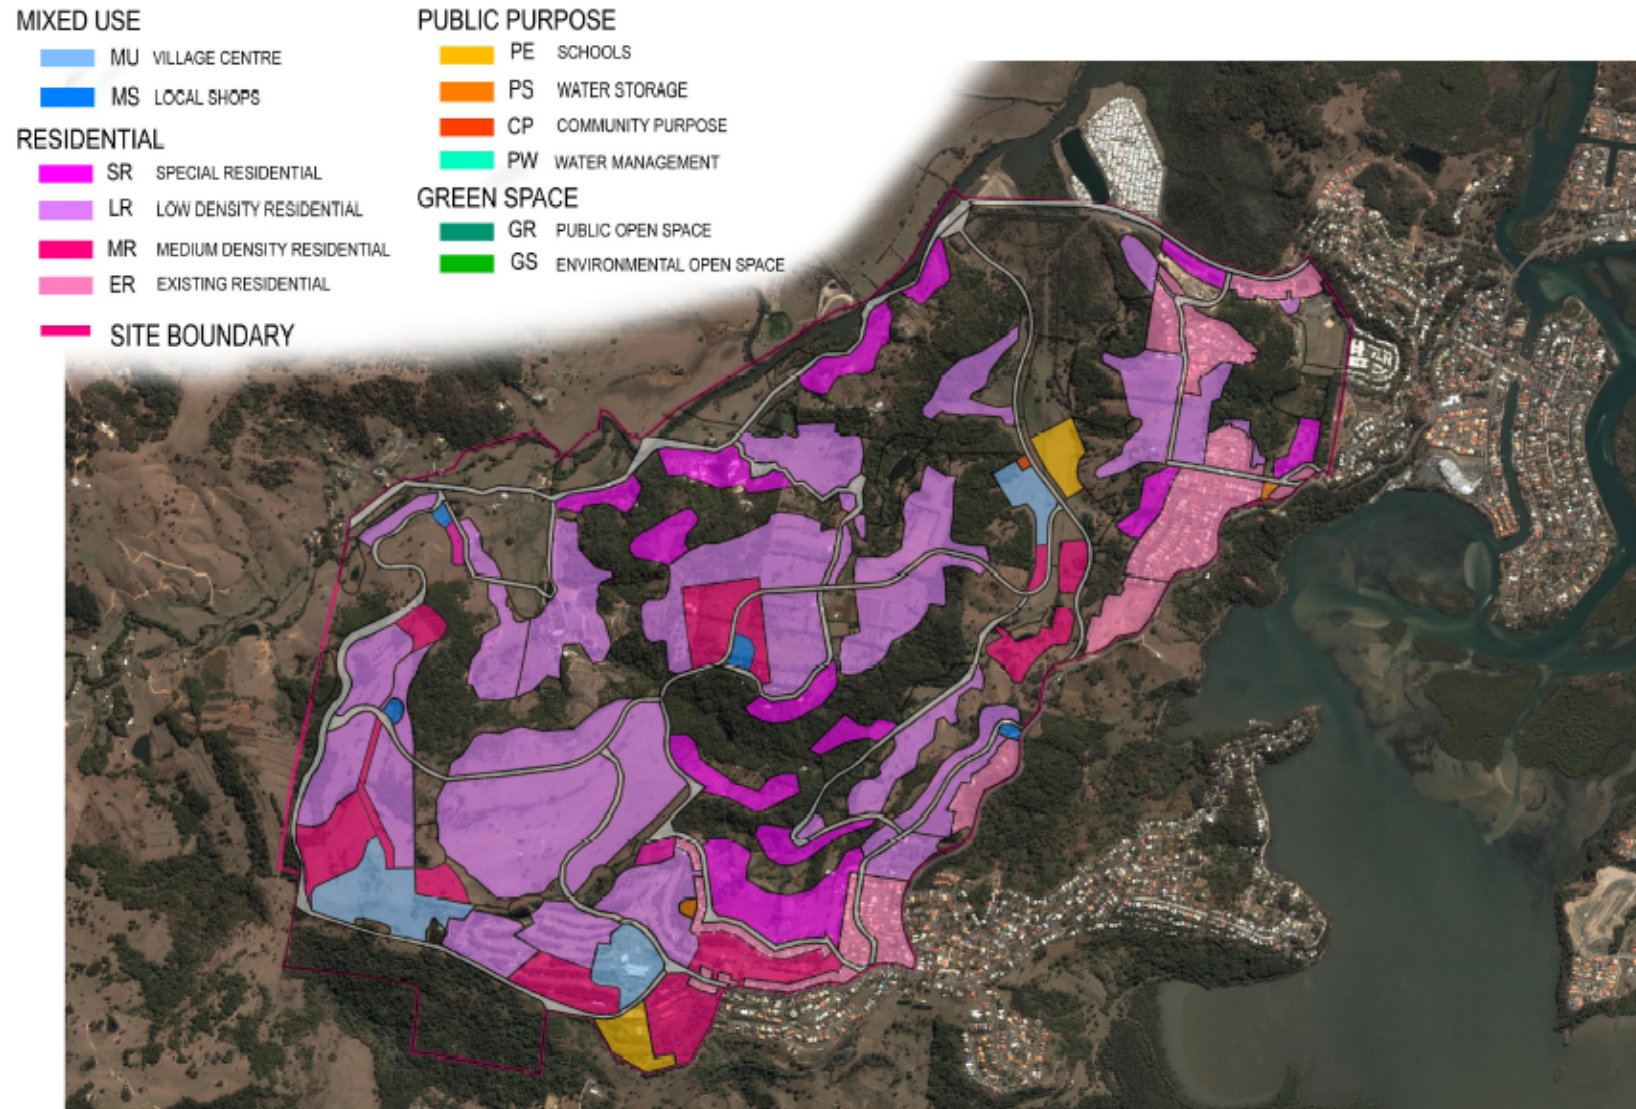 MIXED USE
MU VILLAGE CENTRE
MS LOCAL SHOPS
RESIDENTIAL
SR SPECIAL RESIDENTIAL
LR LOW DENSITY RESIDENTIAL
MR MEDIUM DENSITY RESIDENTIAL
ER EXISTING RESIDENTIAL
SITE BOUNDARY
PUBLIC PURPOSE
PE SCHOOLS
PS WATER STORAGE
CP COMMUNITY PURPOSE
PW WATER MANAGEMENT
GREEN SPACE
GR PUBLIC OPEN SPACE
GS ENVIRONMENTAL OPEN SPACE